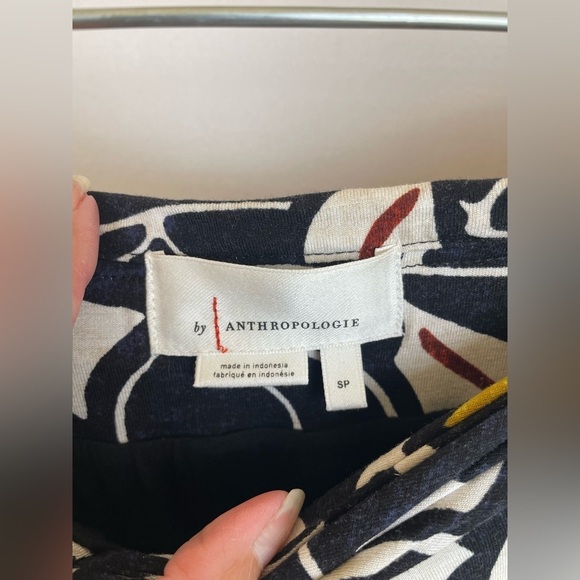 by ANTHROPOLOGIE
made in indonesia
fabriqué en indonésie
SP